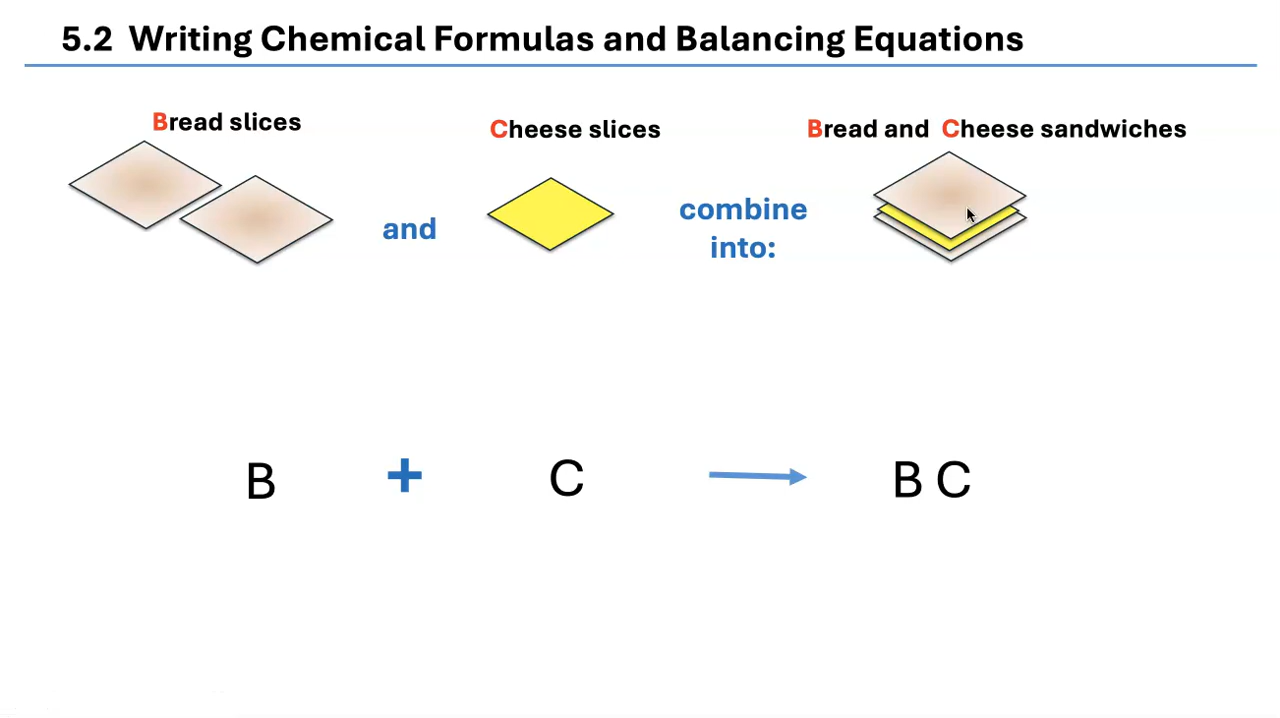 5.2 Writing Chemical Formulas and Balancing Equations
Bread slices
Cheese slices
Bread and Cheese sandwiches
and
combine
into:
B + C → B C